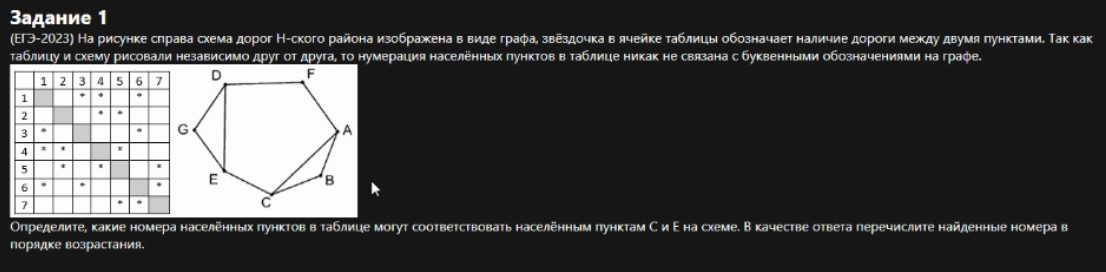 Задание 1
(ЕГЭ-2023) На рисунке справа схема дорог Н-ского района изображена в виде графа, звёздочка в ячейке таблицы обозначает наличие дороги между двумя пунктами. Так как
таблицу и схему рисовали независимо друг от друга, то нумерация населённых пунктов в таблице никак не связана с буквенными обозначениями на графе.
1 2 3 4 5 6 7
1 * * *
2 * *
3 * *
4 * * *
5 * * *
6 * * *
7 * *
D
F
G
A
E
B
C
Определите, какие номера населённых пунктов в таблице могут соответствовать населённым пунктам C и E на схеме. В качестве ответа перечислите найденные номера в
порядке возрастания.